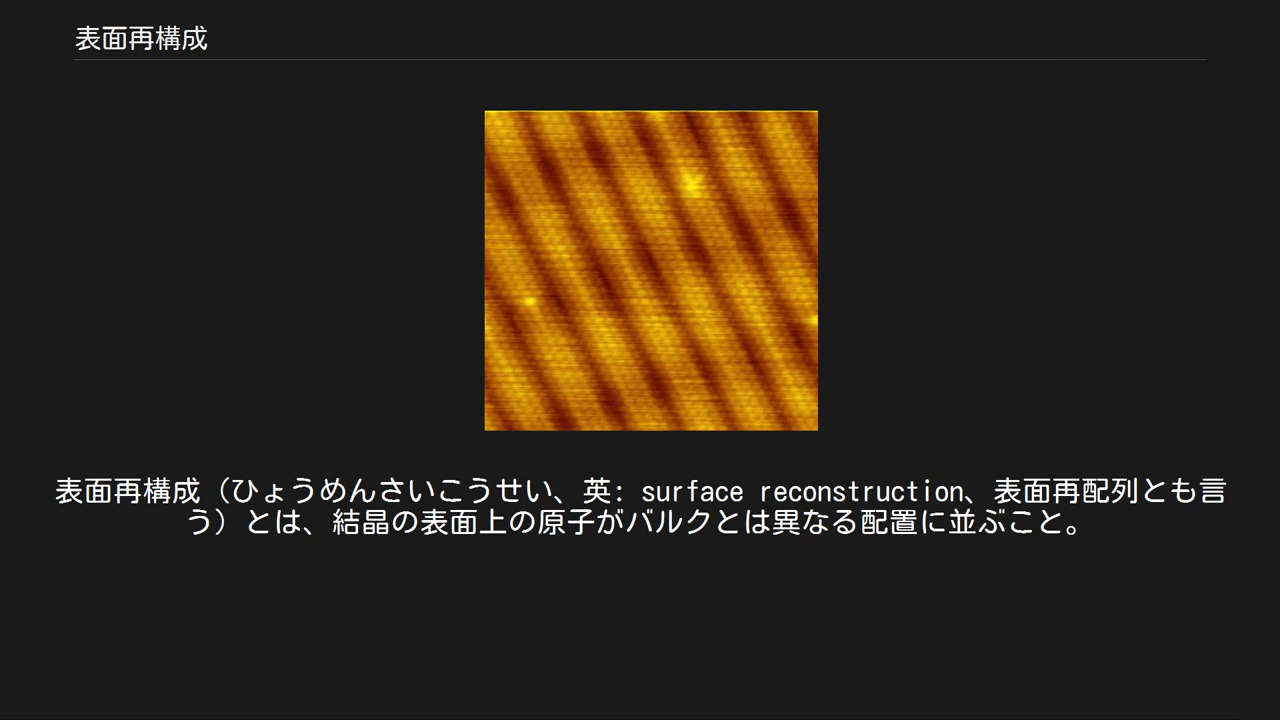 表面再構成
表面再構成（ひょうめんさいこうせい、英: surface reconstruction、表面再配列とも言
う）とは、結晶の表面上の原子がバルクとは異なる配置に並ぶこと。